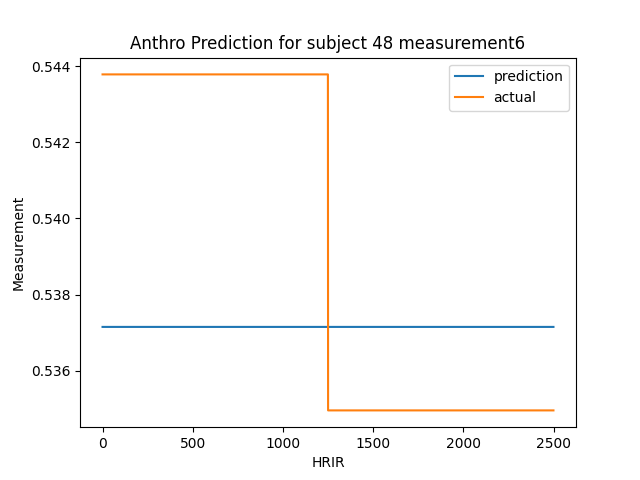 Anthro Prediction for subject 48 measurement6
prediction
actual
0.544
0.542
0.540
0.538
0.536
Measurement
0 500 1000 1500 2000 2500
HRIR